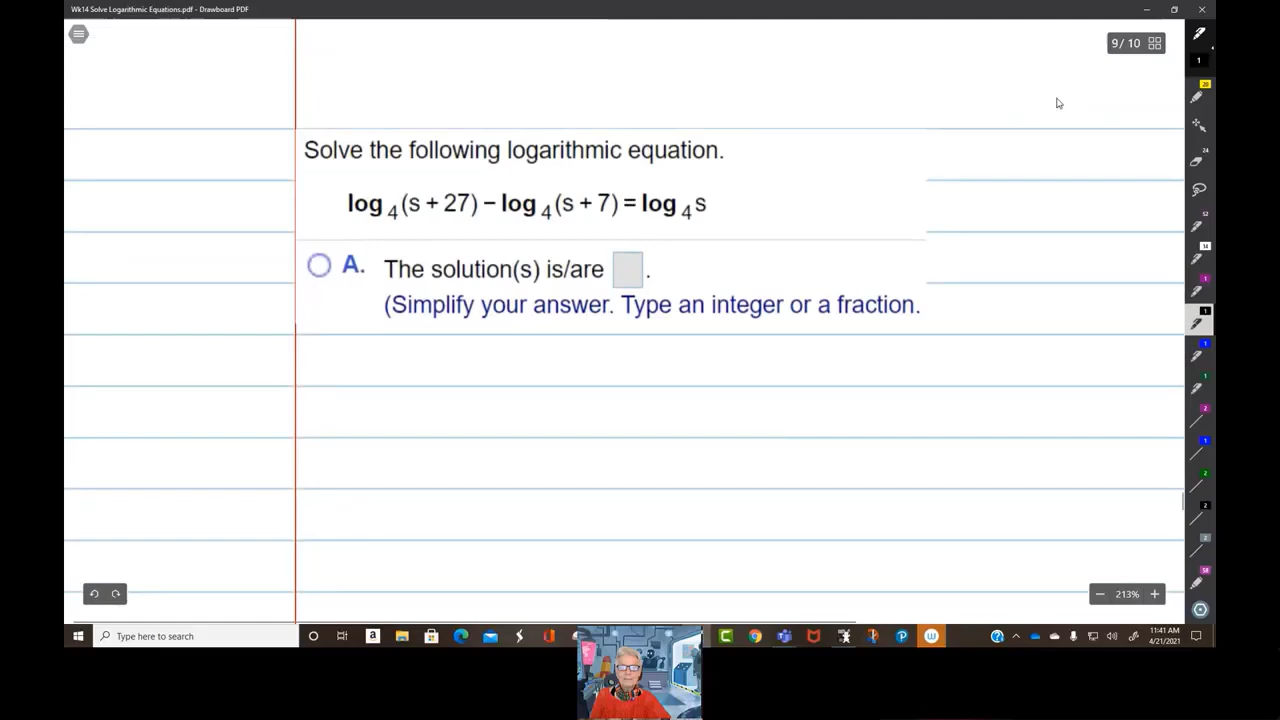 Wk14 Solve Logarithmic Equations.pdf - Drawboard PDF
9 / 10
Solve the following logarithmic equation.
log 4 (s + 27) − log 4 (s + 7) = log 4 s
A. The solution(s) is/are .
(Simplify your answer. Type an integer or a fraction.
213%
Type here to search
11:41 AM
4/21/2021